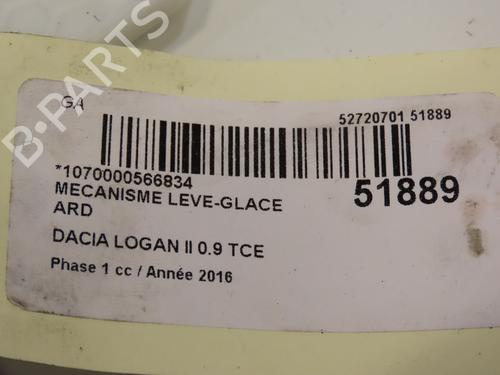 GA
52720701 51889
*1070000566834
51889
MECANISME LEVE-GLACE
ARD
DACIA LOGAN II 0.9 TCE
Phase 1 cc / Année 2016
B-PARTS